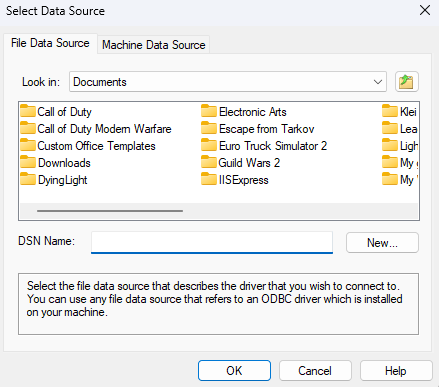 Select Data Source
File Data Source
Machine Data Source
Look in:
Documents
Call of Duty
Call of Duty Modern Warfare
Custom Office Templates
Downloads
DyingLight
Electronic Arts
Escape from Tarkov
Euro Truck Simulator 2
Guild Wars 2
IISExpress
Klei
Lea
Ligh
My
My
DSN Name:
New...
Select the file data source that describes the driver that you wish to connect to.
You can use any file data source that refers to an ODBC driver which is installed
on your machine.
OK
Cancel
Help